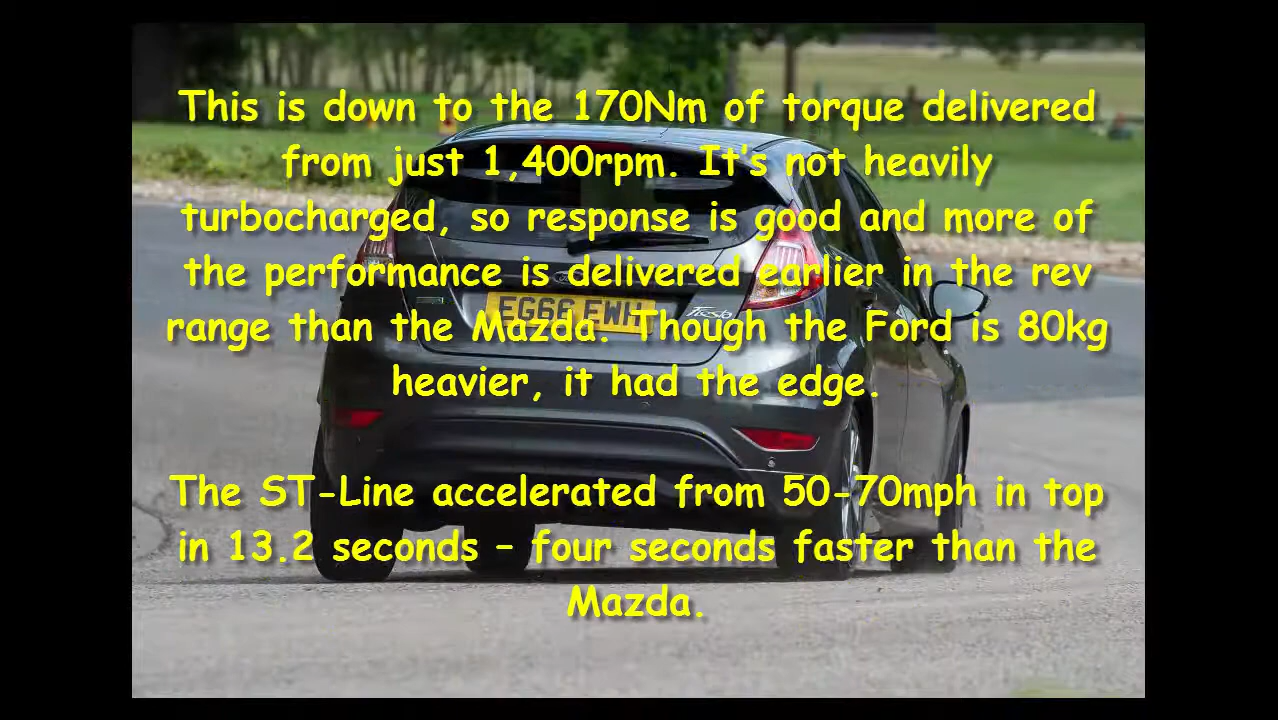 This is down to the 170Nm of torque delivered
from just 1,400rpm. It’s not heavily
turbocharged, so response is good and more of
the performance is delivered earlier in the rev
range than the Mazda. Though the Ford is 80kg
heavier, it had the edge.
The ST-Line accelerated from 50-70mph in top
in 13.2 seconds – four seconds faster than the
Mazda.
EG66 EWH
Fiesta